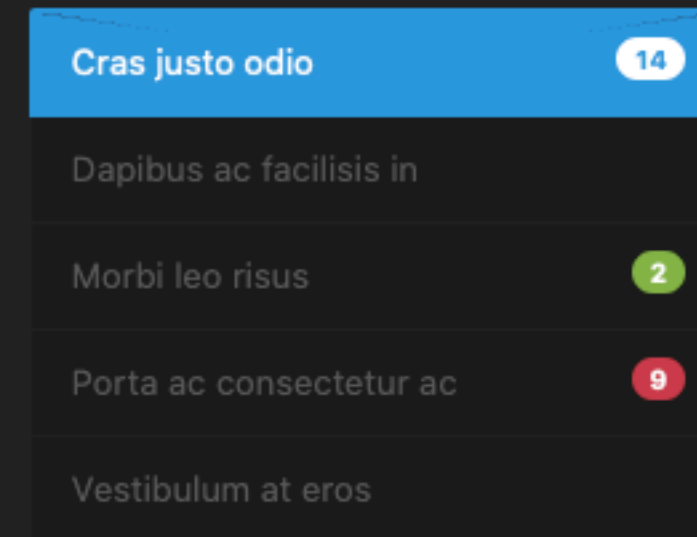 Cras justo odio 14
Dapibus ac facilisis in
Morbi leo risus 2
Porta ac consectetur ac 9
Vestibulum at eros